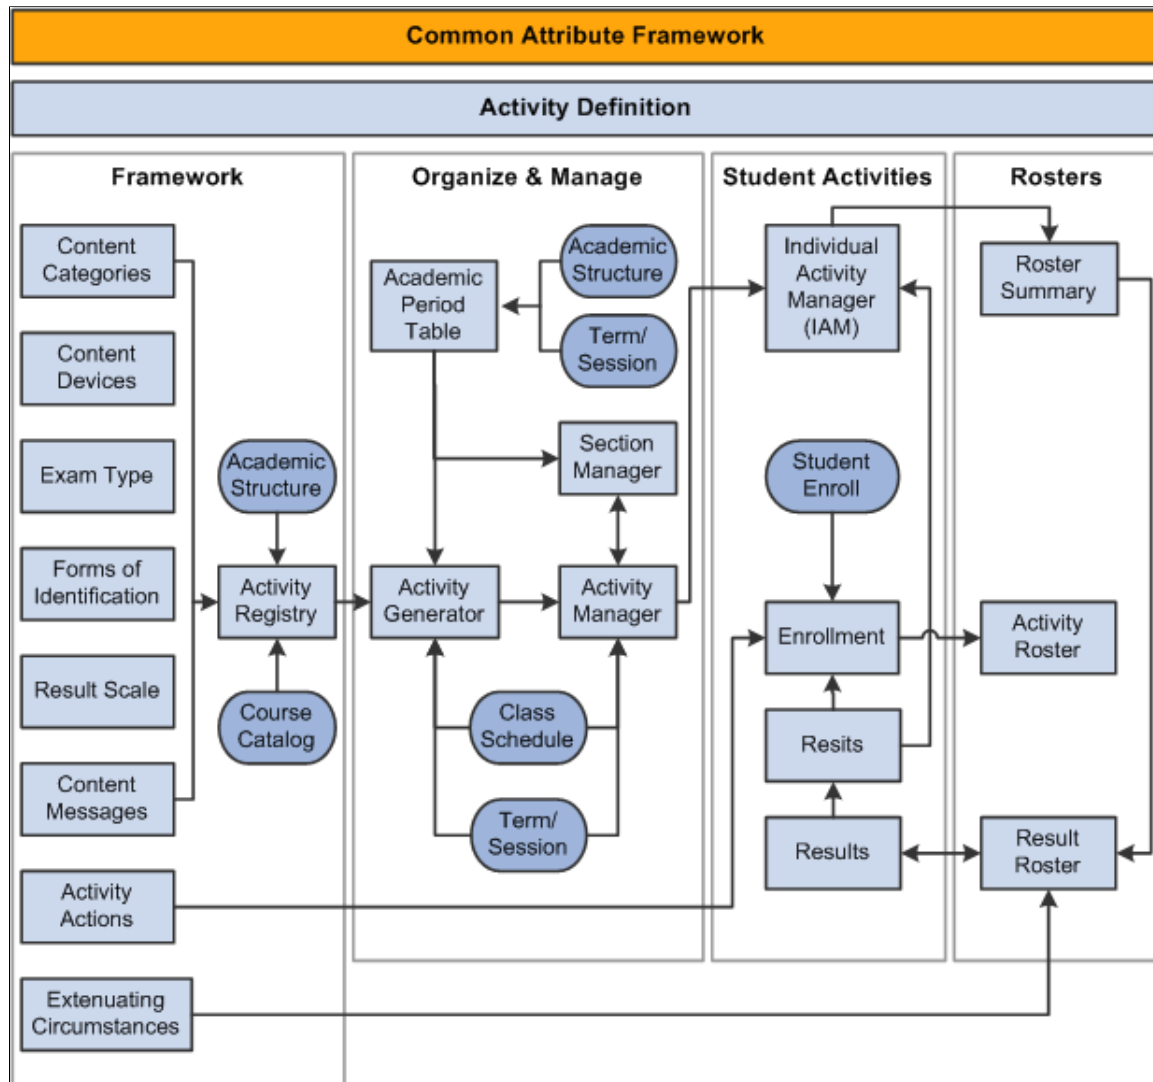 Common Attribute Framework
Activity Definition
Framework
Content
Categories
Content
Devices
Exam Type
Academic
Structure
Forms of
Identification
Activity
Registry
Result Scale
Course
Catalog
Content
Messages
Activity
Actions
Extenuating
Circumstances
Organize & Manage
Academic
Period
Table
Academic
Structure
Term/
Session
Section
Manager
Activity
Generator
Activity
Manager
Class
Schedule
Term/
Session
Student Activities
Individual
Activity
Manager
(IAM)
Student
Enroll
Enrollment
Resits
Results
Rosters
Roster
Summary
Activity
Roster
Result
Roster